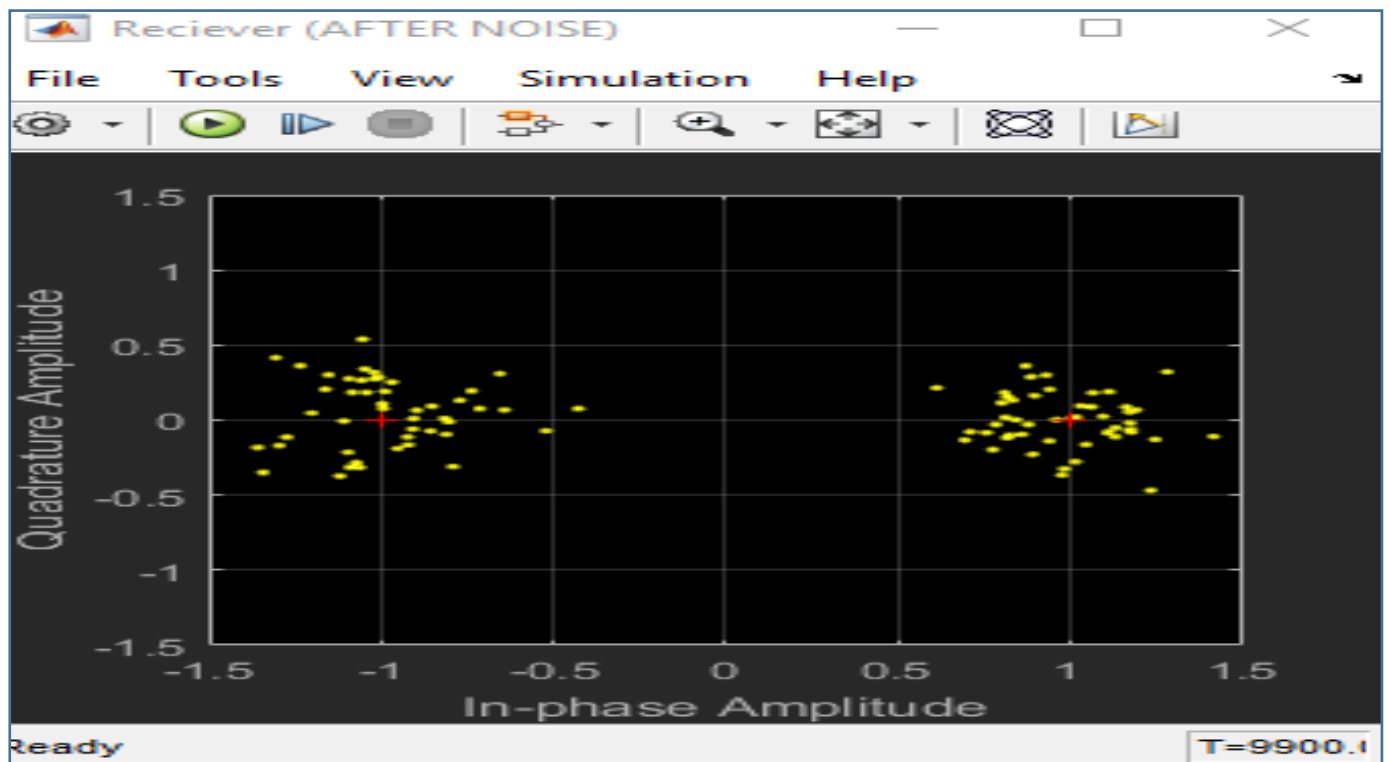 Reciever (AFTER NOISE)
File Tools View Simulation Help
1.5
1
0.5
0
-0.5
-1
-1.5
Quadrature Amplitude
-1.5 -1 -0.5 0 0.5 1 1.5
In-phase Amplitude
Ready T=9900.